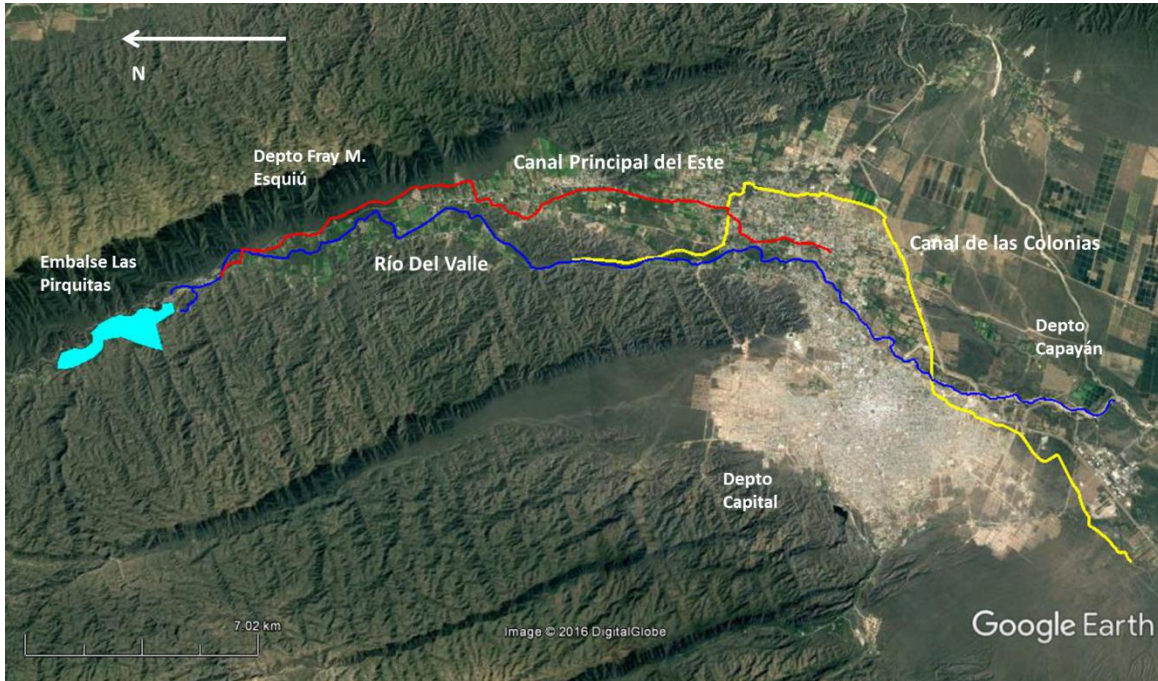 N
Depto Fray M.
Esquiú
Canal Principal del Este
Canal de las Colonias
Embalse Las
Pirquitas
Río Del Valle
Depto
Capayán
Depto
Capital
7.02 km
Image © 2016 DigitalGlobe
Google Earth